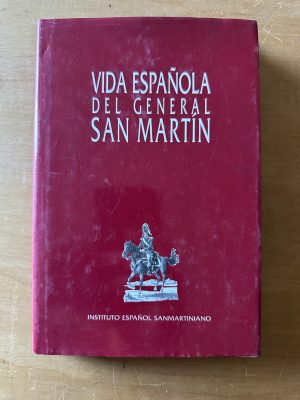 VIDA ESPAÑOLA
DEL GENERAL
SAN MARTÍN
INSTITUTO ESPAÑOL SANMARTINIANO